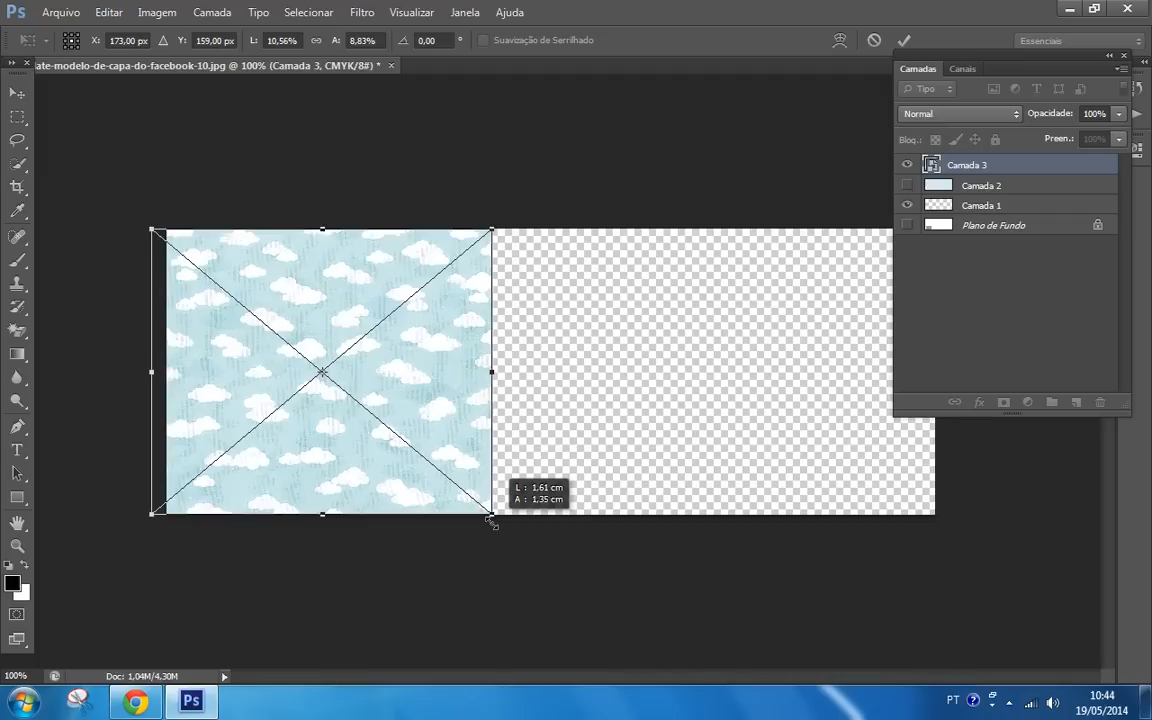 Ps Arquivo Editar Imagem Camada Tipo Selecionar Filtro Visualizar Janela Ajuda
X: 173,00 px Y: 159,00 px L: 10,56% A: 8,83% 0,00 ° Suavização de Serrilhado Essenciais
ate-modelo-de-capa-do-facebook-10.jpg @ 100% (Camada 3, CMYK/8#) * ×
Camadas Canais
Tipo
Normal Opacidade: 100%
Bloq.: Preen.: 100%
Camada 3
Camada 2
Camada 1
Plano de Fundo
L : 1,61 cm
A : 1,35 cm
fx
100% Doc: 1,04M/4,30M
Ps PT 10:44
19/05/2014